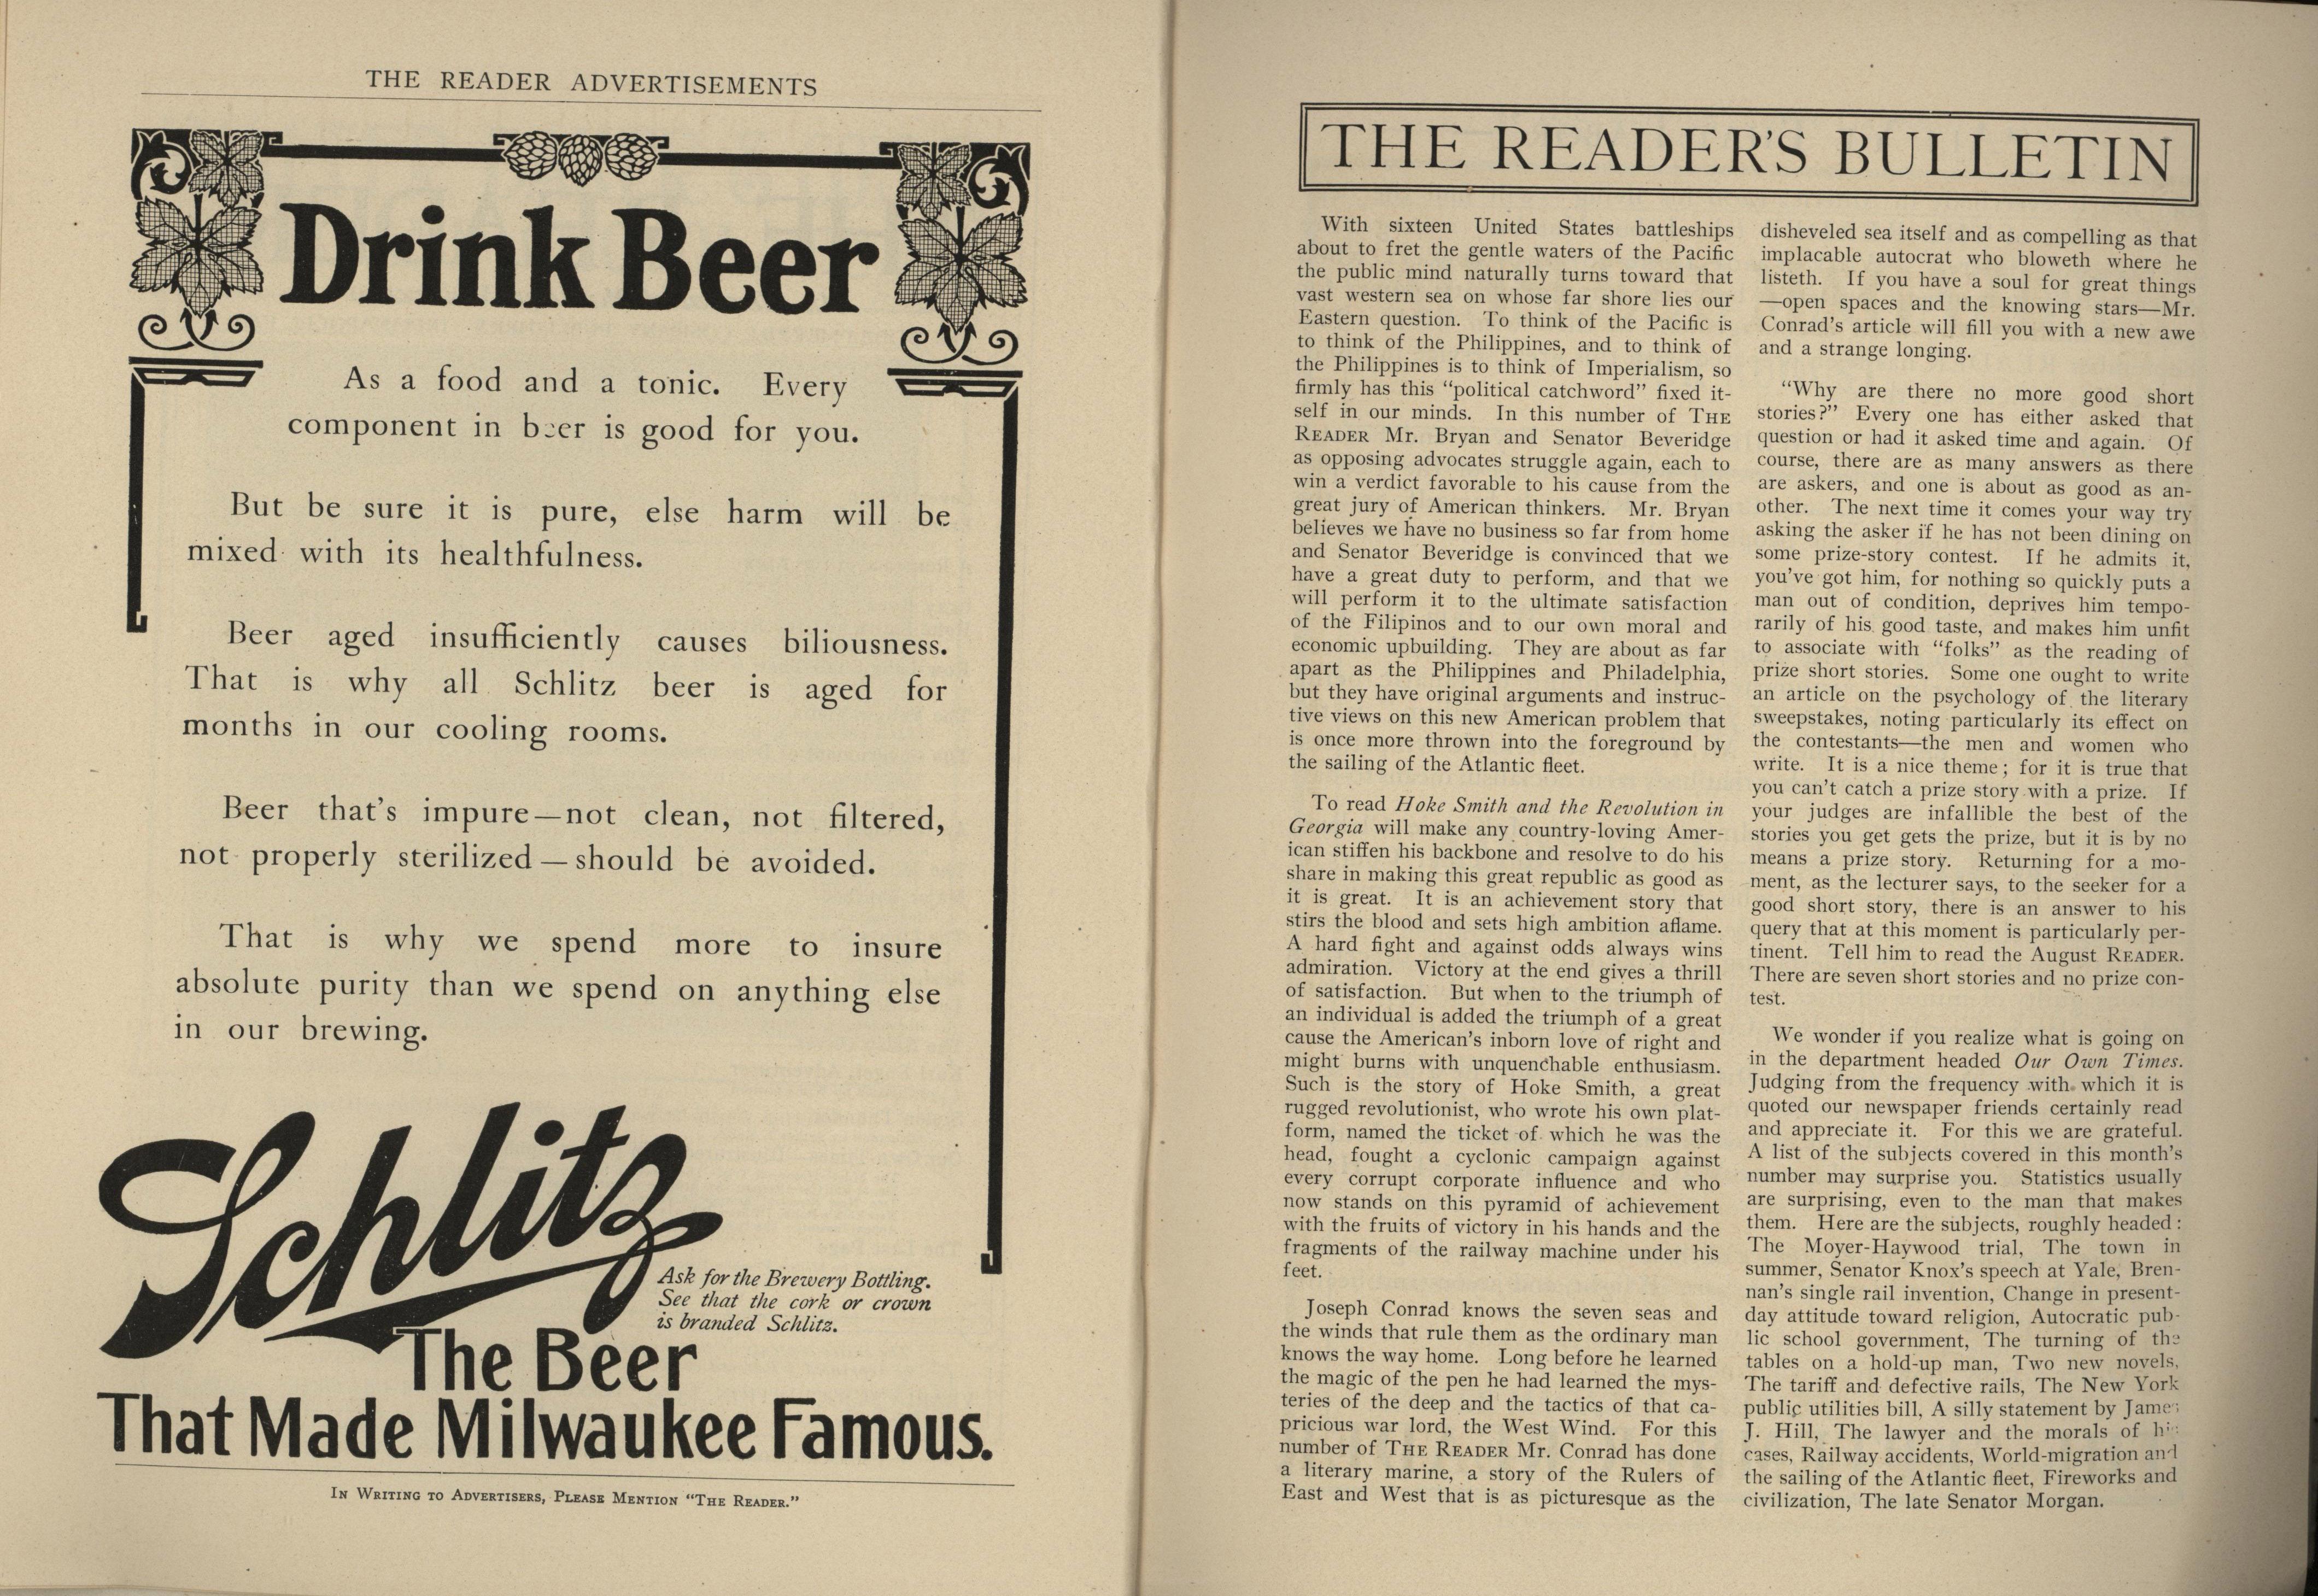 THE READER ADVERTISEMENTS
Drink Beer
As a food and a tonic. Every
component in beer is good for you.
But be sure it is pure, else harm will be
mixed with its healthfulness.
Beer aged insufficiently causes biliousness.
That is why all Schlitz beer is aged for
months in our cooling rooms.
Beer that's impure—not clean, not filtered,
not properly sterilized—should be avoided.
That is why we spend more to insure
absolute purity than we spend on anything else
in our brewing.
Schlitz
Ask for the Brewery Bottling.
See that the cork or crown
is branded Schlitz.
The Beer
That Made Milwaukee Famous.
IN WRITING TO ADVERTISERS, PLEASE MENTION "THE READER."
THE READER'S BULLETIN
With sixteen United States battleships
about to fret the gentle waters of the Pacific
the public mind naturally turns toward that
vast western sea on whose far shore lies our
Eastern question. To think of the Pacific is
to think of the Philippines, and to think of
the Philippines is to think of Imperialism, so
firmly has this "political catchword" fixed it-
self in our minds. In this number of THE
READER Mr. Bryan and Senator Beveridge
as opposing advocates struggle again, each to
win a verdict favorable to his cause from the
great jury of American thinkers. Mr. Bryan
believes we have no business so far from home
and Senator Beveridge is convinced that we
have a great duty to perform, and that we
will perform it to the ultimate satisfaction
of the Filipinos and to our own moral and
economic upbuilding. They are about as far
apart as the Philippines and Philadelphia,
but they have original arguments and instruc-
tive views on this new American problem that
is once more thrown into the foreground by
the sailing of the Atlantic fleet.
To read Hoke Smith and the Revolution in
Georgia will make any country-loving Amer-
ican stiffen his backbone and resolve to do his
share in making this great republic as good as
it is great. It is an achievement story that
stirs the blood and sets high ambition aflame.
A hard fight and against odds always wins
admiration. Victory at the end gives a thrill
of satisfaction. But when to the triumph of
an individual is added the triumph of a great
cause the American's inborn love of right and
might burns with unquenchable enthusiasm.
Such is the story of Hoke Smith, a great
rugged revolutionist, who wrote his own plat-
form, named the ticket of which he was the
head, fought a cyclonic campaign against
every corrupt corporate influence and who
now stands on this pyramid of achievement
with the fruits of victory in his hands and the
fragments of the railway machine under his
feet.
Joseph Conrad knows the seven seas and
the winds that rule them as the ordinary man
knows the way home. Long before he learned
the magic of the pen he had learned the mys-
teries of the deep and the tactics of that ca-
pricious war lord, the West Wind. For this
number of THE READER Mr. Conrad has done
a literary marine, a story of the Rulers of
East and West that is as picturesque as the
disheveled sea itself and as compelling as that
implacable autocrat who bloweth where he
listeth. If you have a soul for great things
—open spaces and the knowing stars—Mr.
Conrad's article will fill you with a new awe
and a strange longing.
"Why are there no more good short
stories?" Every one has either asked that
question or had it asked time and again. Of
course, there are as many answers as there
are askers, and one is about as good as an-
other. The next time it comes your way try
asking the asker if he has not been dining on
some prize-story contest. If he admits it,
you've got him, for nothing so quickly puts a
man out of condition, deprives him tempo-
rarily of his good taste, and makes him unfit
to associate with "folks" as the reading of
prize short stories. Some one ought to write
an article on the psychology of the literary
sweepstakes, noting particularly its effect on
the contestants—the men and women who
write. It is a nice theme; for it is true that
you can't catch a prize story with a prize. If
your judges are infallible the best of the
stories you get gets the prize, but it is by no
means a prize story. Returning for a mo-
ment, as the lecturer says, to the seeker for a
good short story, there is an answer to his
query that at this moment is particularly per-
tinent. Tell him to read the August READER.
There are seven short stories and no prize con-
test.
We wonder if you realize what is going on
in the department headed Our Own Times.
Judging from the frequency with which it is
quoted our newspaper friends certainly read
and appreciate it. For this we are grateful.
A list of the subjects covered in this month's
number may surprise you. Statistics usually
are surprising, even to the man that makes
them. Here are the subjects, roughly headed:
The Moyer-Haywood trial, The town in
summer, Senator Knox's speech at Yale, Bren-
nan's single rail invention, Change in present-
day attitude toward religion, Autocratic pub-
lic school government, The turning of the
tables on a hold-up man, Two new novels,
The tariff and defective rails, The New York
public utilities bill, A silly statement by James
J. Hill, The lawyer and the morals of his
cases, Railway accidents, World-migration and
the sailing of the Atlantic fleet, Fireworks and
civilization, The late Senator Morgan.